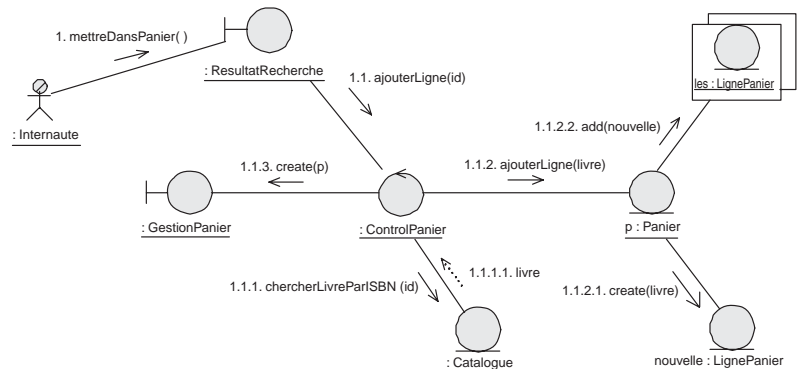 1. mettreDansPanier( )
: ResultatRecherche
les : LignePanier
1.1. ajouterLigne(id)
: Internaute
1.1.2.2. add(nouvelle)
1.1.3. create(p)
1.1.2. ajouterLigne(livre)
: GestionPanier
: ControlPanier
p : Panier
1.1.1.1. livre
1.1.1. chercherLivreParISBN (id)
1.1.2.1. create(livre)
: Catalogue
nouvelle : LignePanier